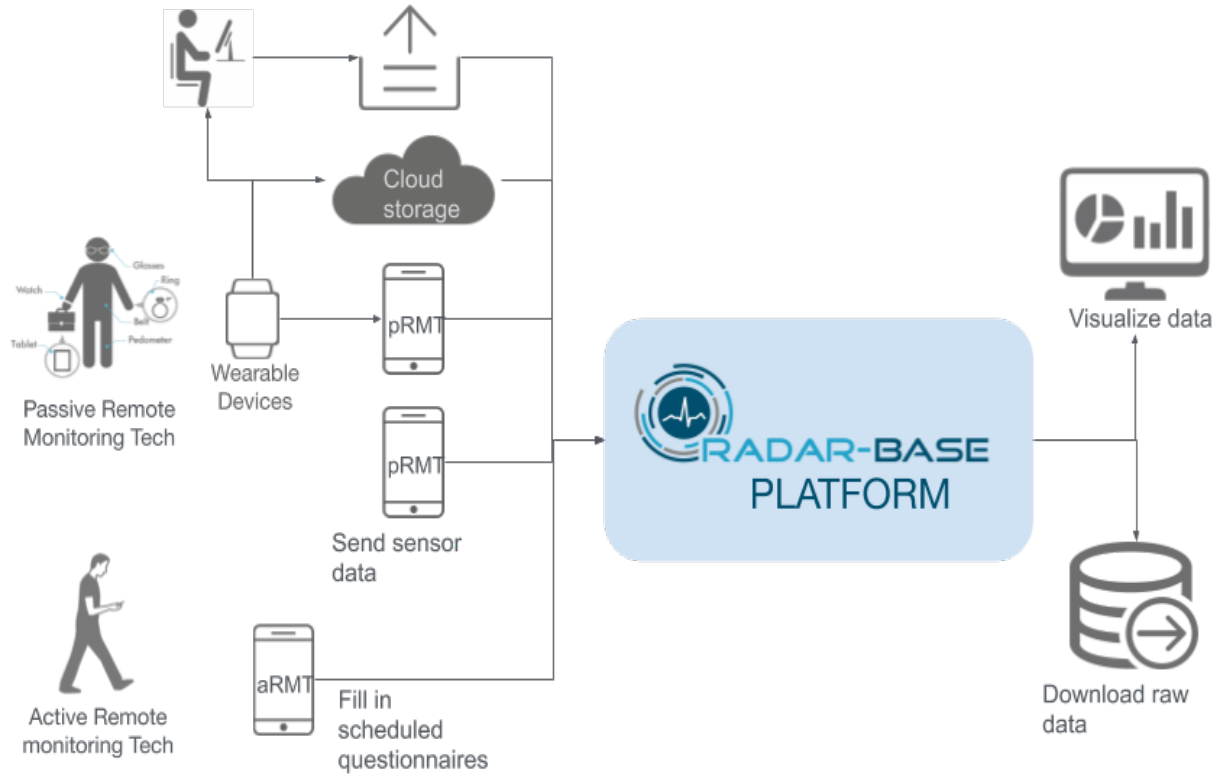 Cloud
storage
Glasses
Ring
Watch
Belt
Tablet
Pedometer
Passive Remote
Monitoring Tech
Wearable
Devices
pRMT
pRMT
Send sensor
data
Active Remote
monitoring Tech
aRMT
Fill in
scheduled
questionnaires
RADAR-BASE
PLATFORM
Visualize data
Download raw
data